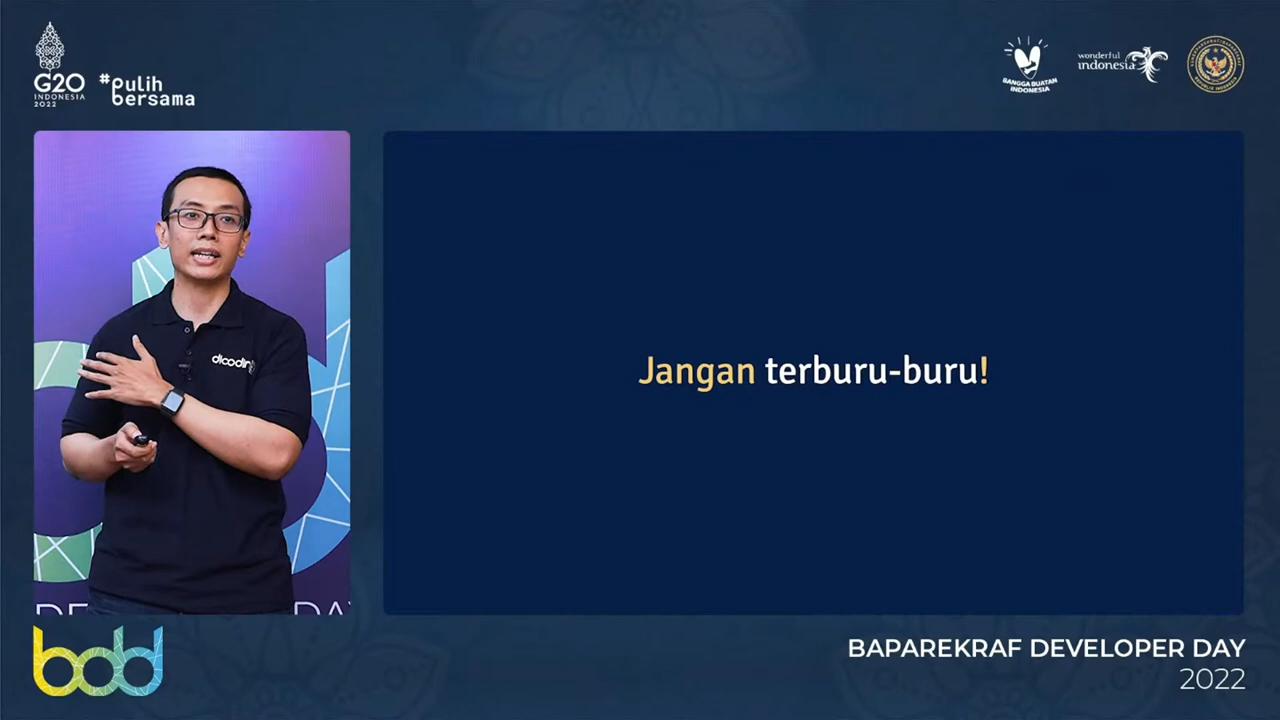 G20
INDONESIA
2022
#pulih
bersama
BANGGA BUATAN
INDONESIA
wonderful
indonesia
dicoding
Jangan terburu-buru!
bdd
BAPAREKRAF DEVELOPER DAY
2022